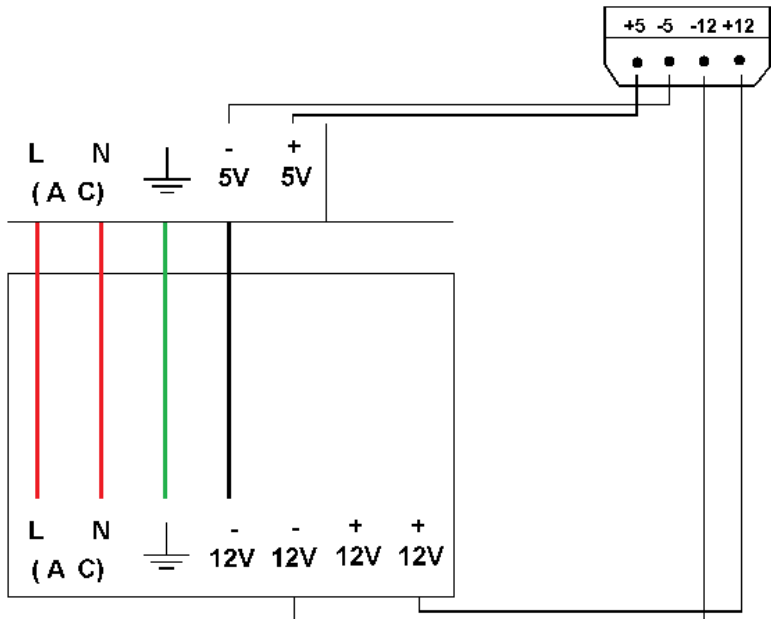 +5 -5 -12 +12
L N - +
( A C) 5V 5V
L N - - + +
( A C) 12V 12V 12V 12V